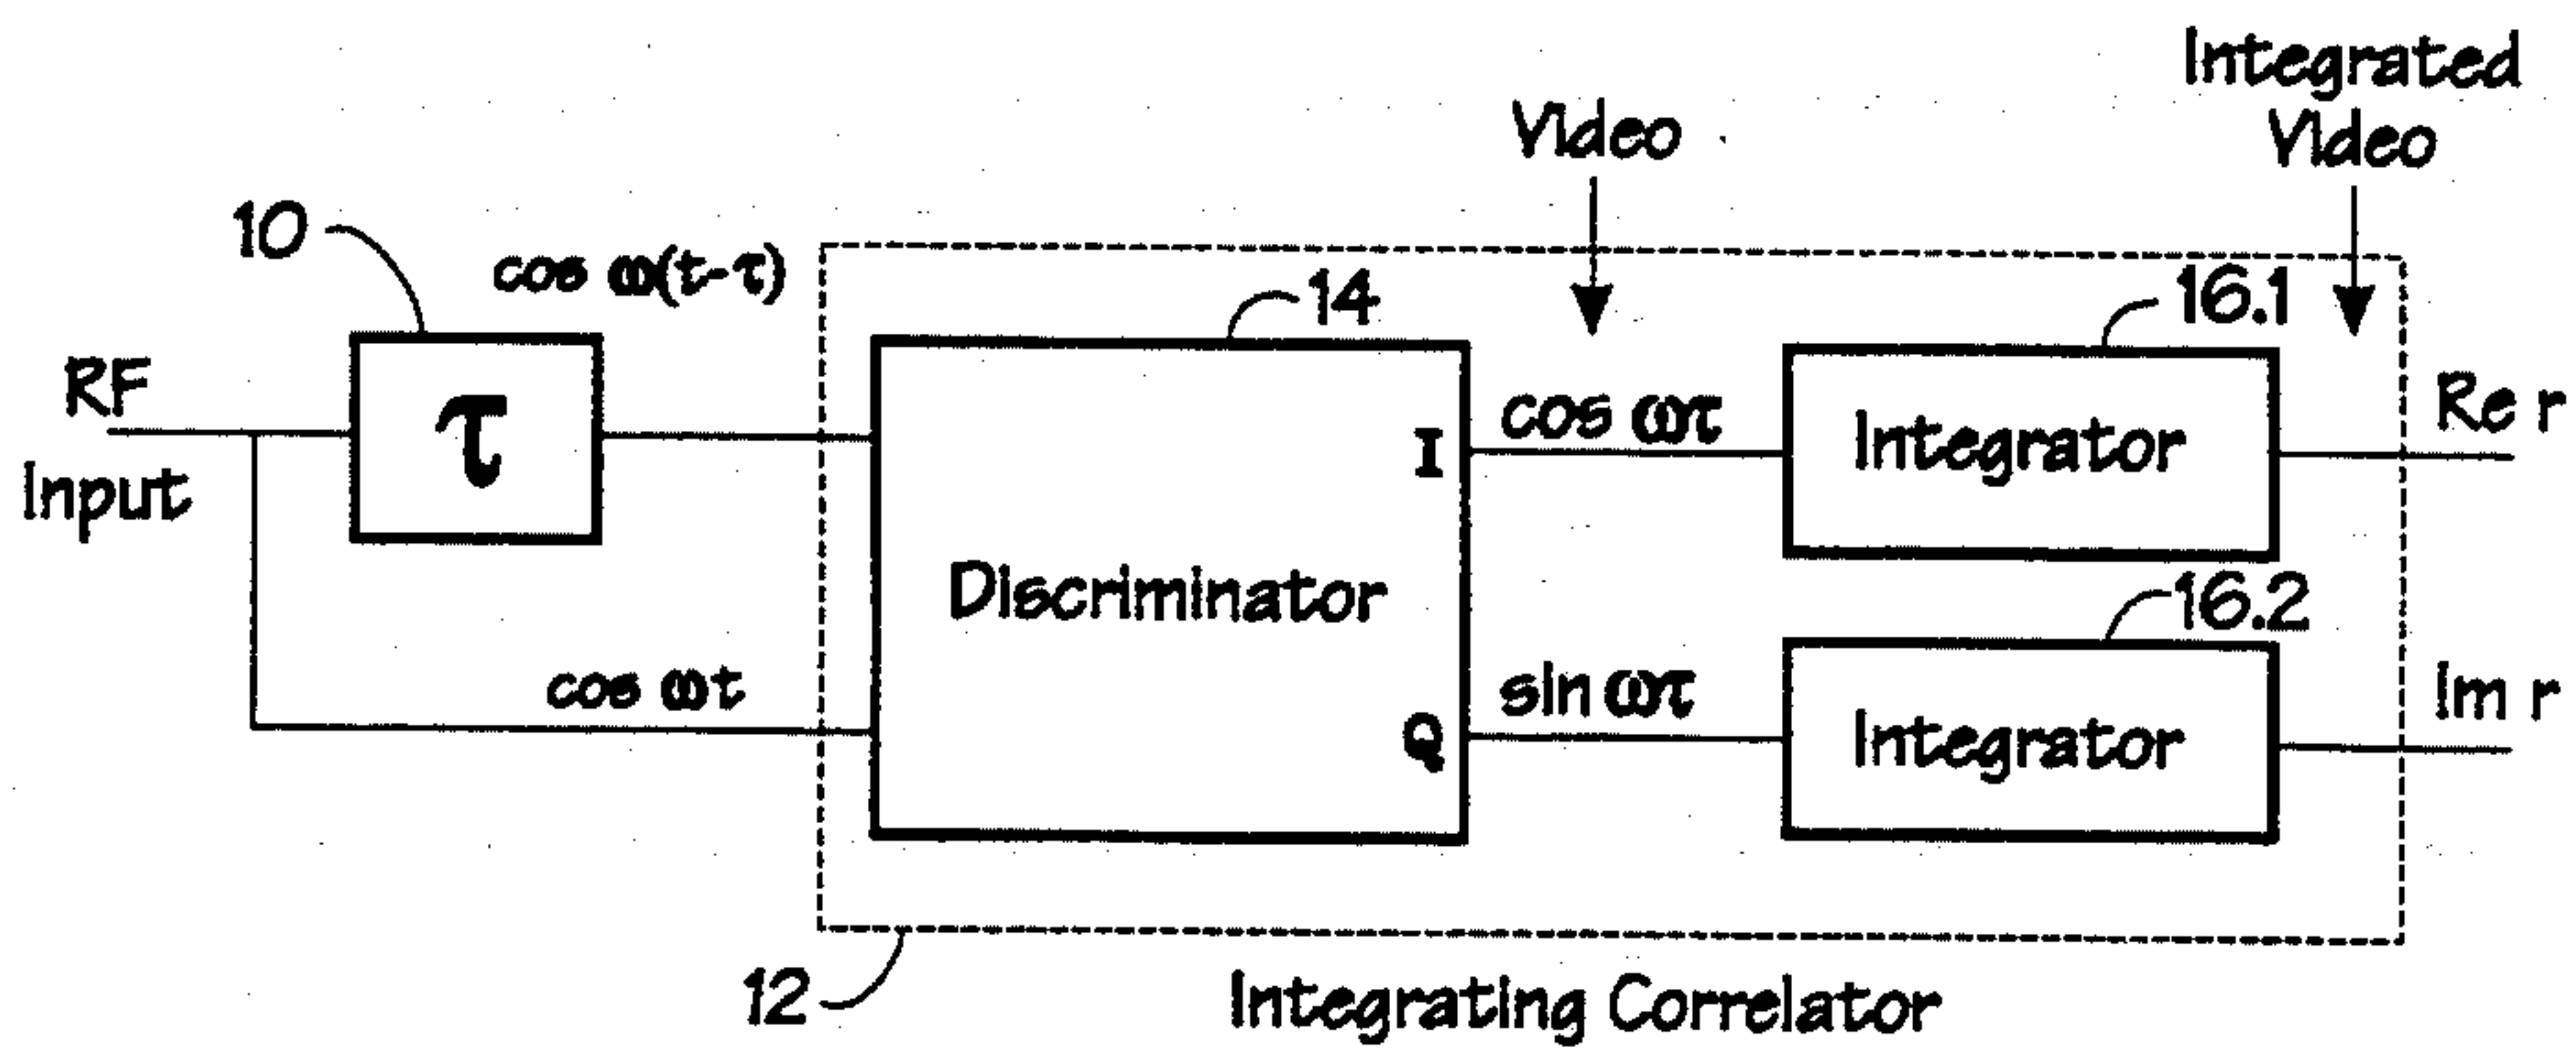 Integrated
Video
Video
10
cos ω(t-τ)
14
16.1
RF
Input
τ
I
cos ωτ
Integrator
Re r
Discriminator
16.2
cos ωt
Q
sin ωτ
Integrator
Im r
12
Integrating Correlator